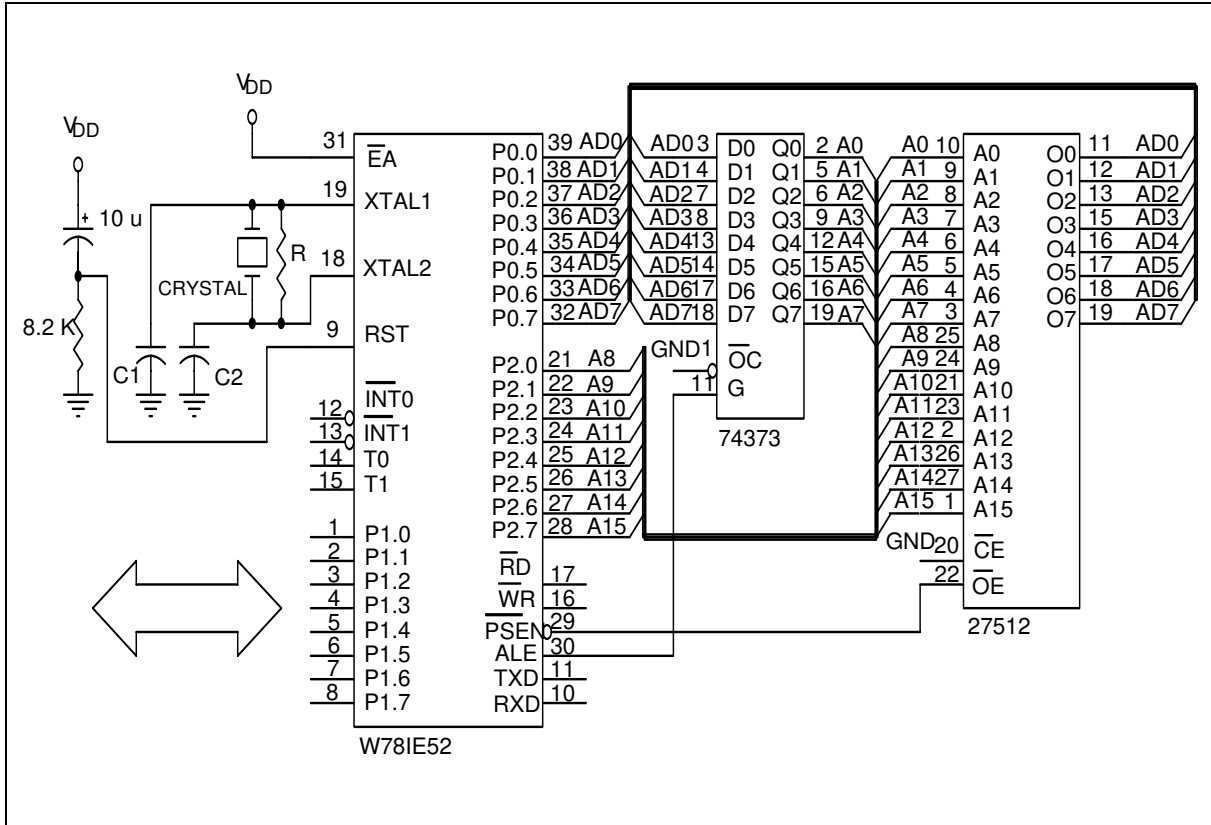 VDD
VDD
10 u
8.2 K
C1
C2
CRYSTAL
R
31 EA
19 XTAL1
18 XTAL2
9 RST
12 INT0
13 INT1
14 T0
15 T1
1 P1.0
2 P1.1
3 P1.2
4 P1.3
5 P1.4
6 P1.5
7 P1.6
8 P1.7
P0.0 39 AD0
P0.1 38 AD1
P0.2 37 AD2
P0.3 36 AD3
P0.4 35 AD4
P0.5 34 AD5
P0.6 33 AD6
P0.7 32 AD7
P2.0 21 A8
P2.1 22 A9
P2.2 23 A10
P2.3 24 A11
P2.4 25 A12
P2.5 26 A13
P2.6 27 A14
P2.7 28 A15
RD 17
WR 16
PSEN 29
ALE 30
TXD 11
RXD 10
W78IE52
AD0 3 D0 Q0 2 A0
AD1 4 D1 Q1 5 A1
AD2 7 D2 Q2 6 A2
AD3 8 D3 Q3 9 A3
AD4 13 D4 Q4 12 A4
AD5 14 D5 Q5 15 A5
AD6 17 D6 Q6 16 A6
AD7 18 D7 Q7 19 A7
GND 1 OC
11 G
74373
A0 10 A0
A1 9 A1
A2 8 A2
A3 7 A3
A4 6 A4
A5 5 A5
A6 4 A6
A7 3 A7
A8 25 A8
A9 24 A9
A10 21 A10
A11 23 A11
A12 2 A12
A13 26 A13
A14 27 A14
A15 1 A15
GND 20 CE
22 OE
O0 11 AD0
O1 12 AD1
O2 13 AD2
O3 15 AD3
O4 16 AD4
O5 17 AD5
O6 18 AD6
O7 19 AD7
27512